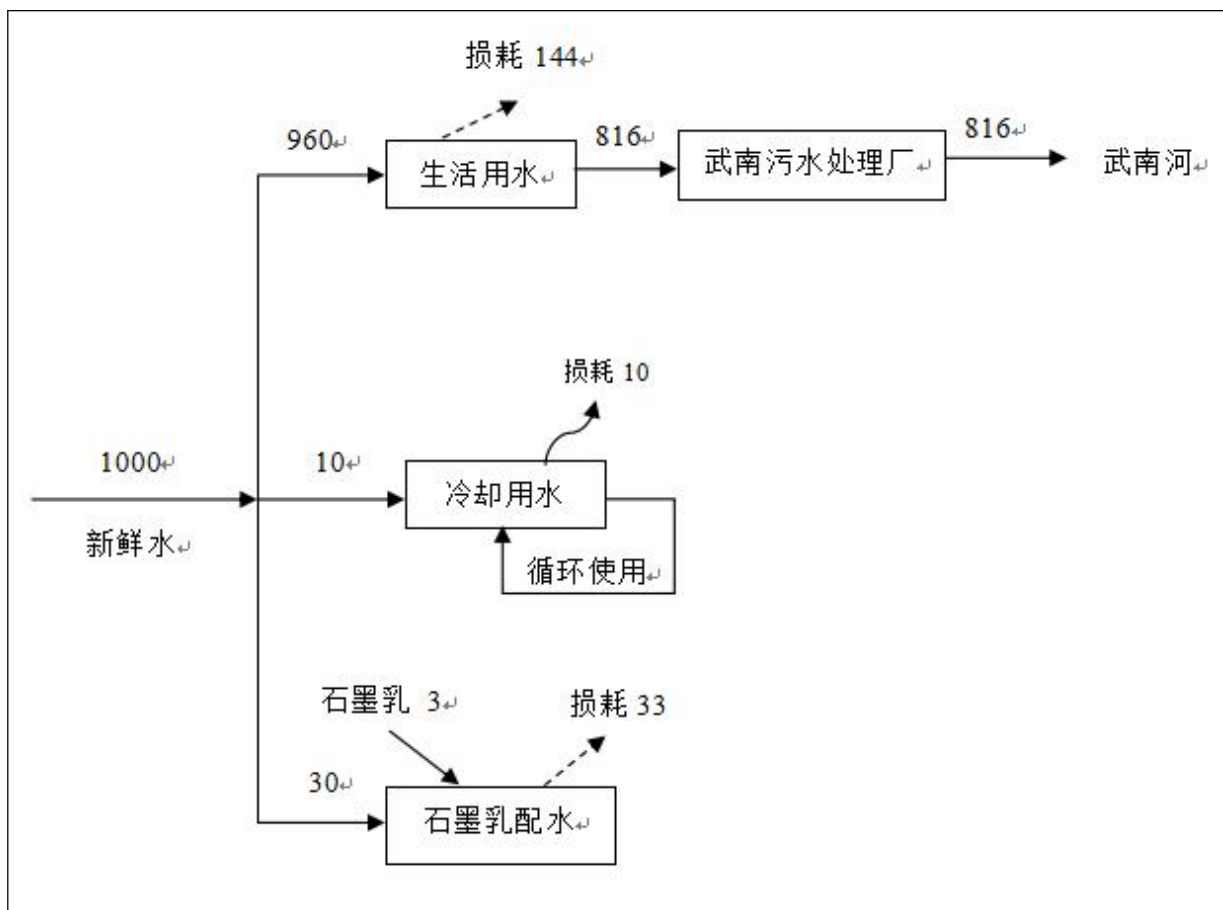 损耗 144
960
816
816
生活用水
武南污水处理厂
武南河
损耗 10
1000
10
冷却用水
新鲜水
循环使用
石墨乳 3
损耗 33
30
石墨乳配水